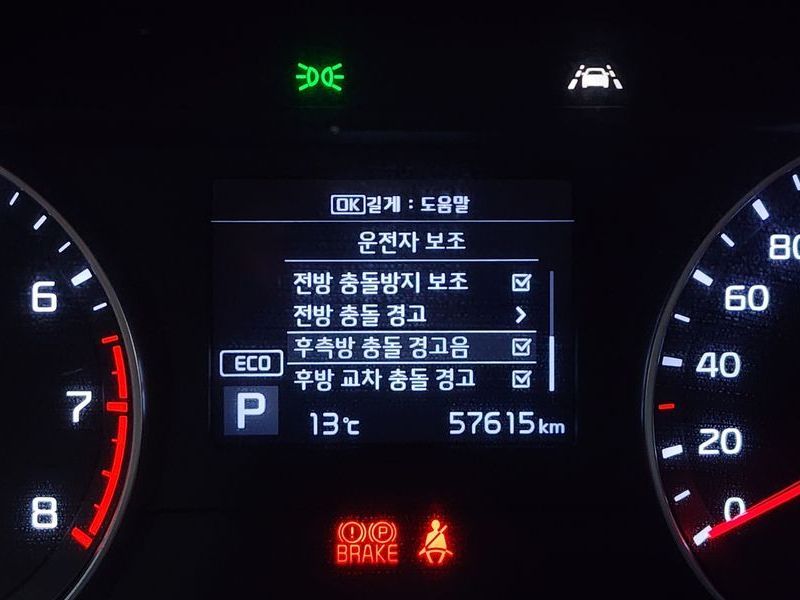 OK길게 : 도움말
운전자 보조
전방 충돌방지 보조
전방 충돌 경고
후측방 충돌 경고음
후방 교차 충돌 경고
ECO
P
13℃
57615km
6
7
8
80
60
40
20
0
(!) (P)
BRAKE